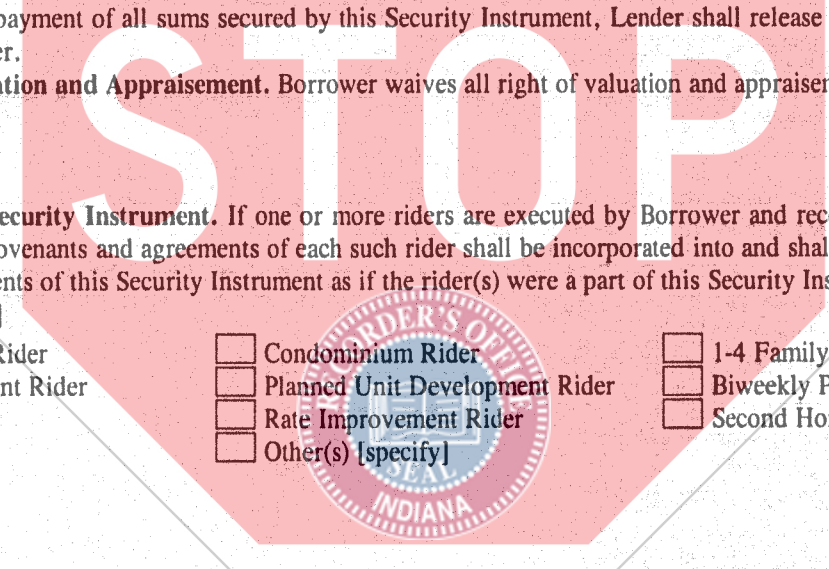 payment of all sums secured by this Security Instrument, Lender shall release
er.
ation and Appraisement. Borrower waives all right of valuation and appraisen
STOP
ecurity Instrument. If one or more riders are executed by Borrower and rec
ovenants and agreements of each such rider shall be incorporated into and shal
ents of this Security Instrument as if the rider(s) were a part of this Security Ins
]
Rider
nt Rider
Condominium Rider
Planned Unit Development Rider
Rate Improvement Rider
Other(s) [specify]
1-4 Family
Biweekly P
Second Ho
RECORDER'S OFFICE
SEAL
INDIANA